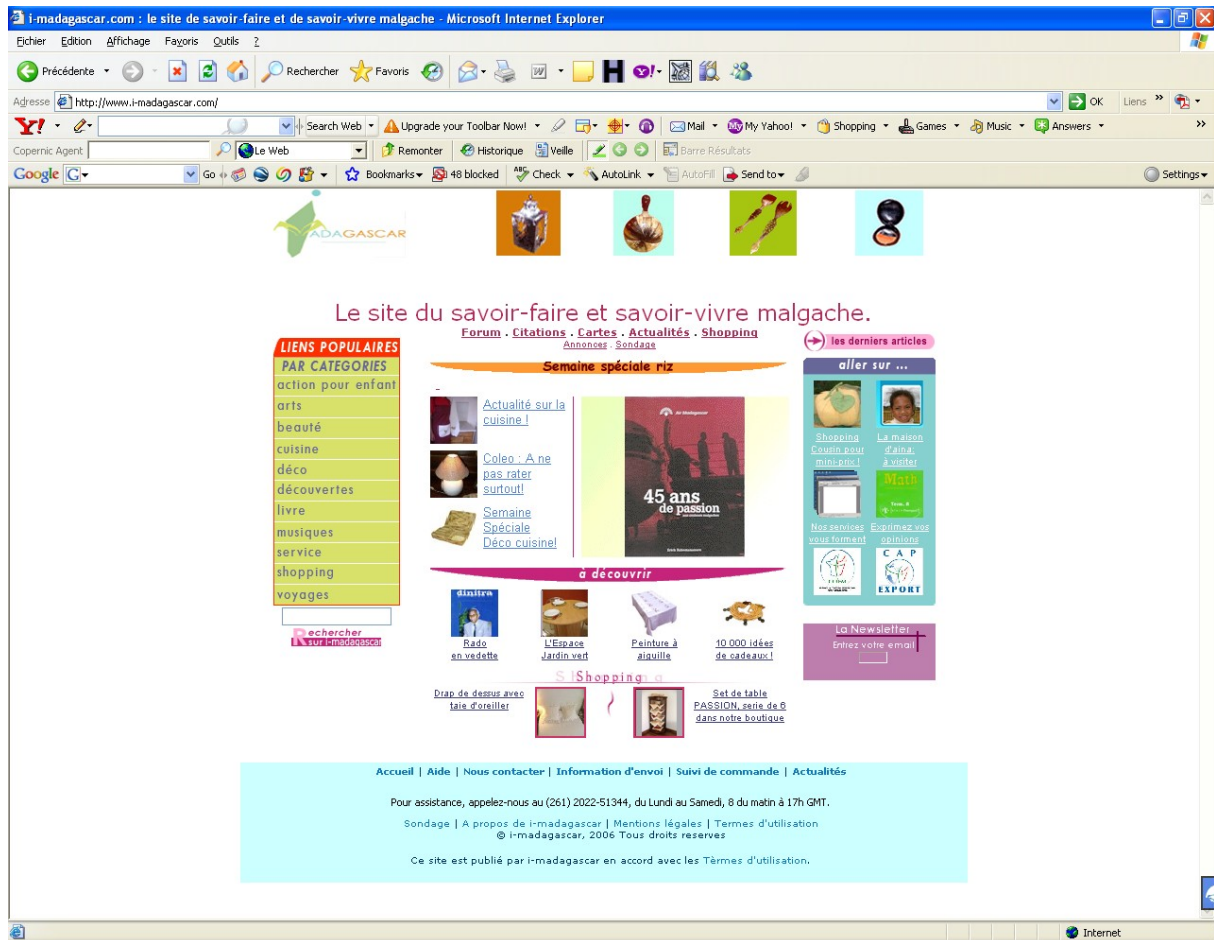 i-madagascar.com : le site de savoir-faire et de savoir-vivre malgache - Microsoft Internet Explorer
Fichier Edition Affichage Favoris Outils ?
Précédente Rechercher Favoris
Adresse http://www.i-madagascar.com/ OK Liens »
Y! Search Web Upgrade your Toolbar Now! Mail My Yahoo! Shopping Games Music Answers »
Copernic Agent Le Web Remonter Historique Veille Barre Résultats
Google G Go Bookmarks 48 blocked Check AutoLink AutoFill Send to Settings
ADAGASCAR
Le site du savoir-faire et savoir-vivre malgache.
Forum . Citations . Cartes . Actualités . Shopping
Annonces . Sondage
LIENS POPULAIRES
PAR CATEGORIES
action pour enfant
arts
beauté
cuisine
déco
découvertes
livre
musiques
service
shopping
voyages
Rechercher
sur i-madagascar
Semaine spéciale riz
Actualité sur la
cuisine !
Coleo : A ne
pas rater
surtout!
Semaine
Spéciale
Déco cuisine!
Air Madagascar
45 ans
de passion
à découvrir
dinitra
Rado
en vedette
L'Espace
Jardin vert
Peinture à
aiguille
10 000 idées
de cadeaux !
Shopping
Drap de dessus avec
taie d'oreiller
Set de table
PASSION, serie de 6
dans notre boutique
les derniers articles
aller sur ...
Shopping
Cousin pour
mini-prix !
La maison
d'aina:
à visiter
Math
Nos services
vous forment
Exprimez vos
opinions
CAP
EXPORT
La Newsletter
Entrez votre email
Accueil | Aide | Nous contacter | Information d'envoi | Suivi de commande | Actualités
Pour assistance, appelez-nous au (261) 2022-51344, du Lundi au Samedi, 8 du matin à 17h GMT.
Sondage | A propos de i-madagascar | Mentions légales | Termes d'utilisation
© i-madagascar, 2006 Tous droits reserves
Ce site est publié par i-madagascar en accord avec les Tèrmes d'utilisation.
Internet